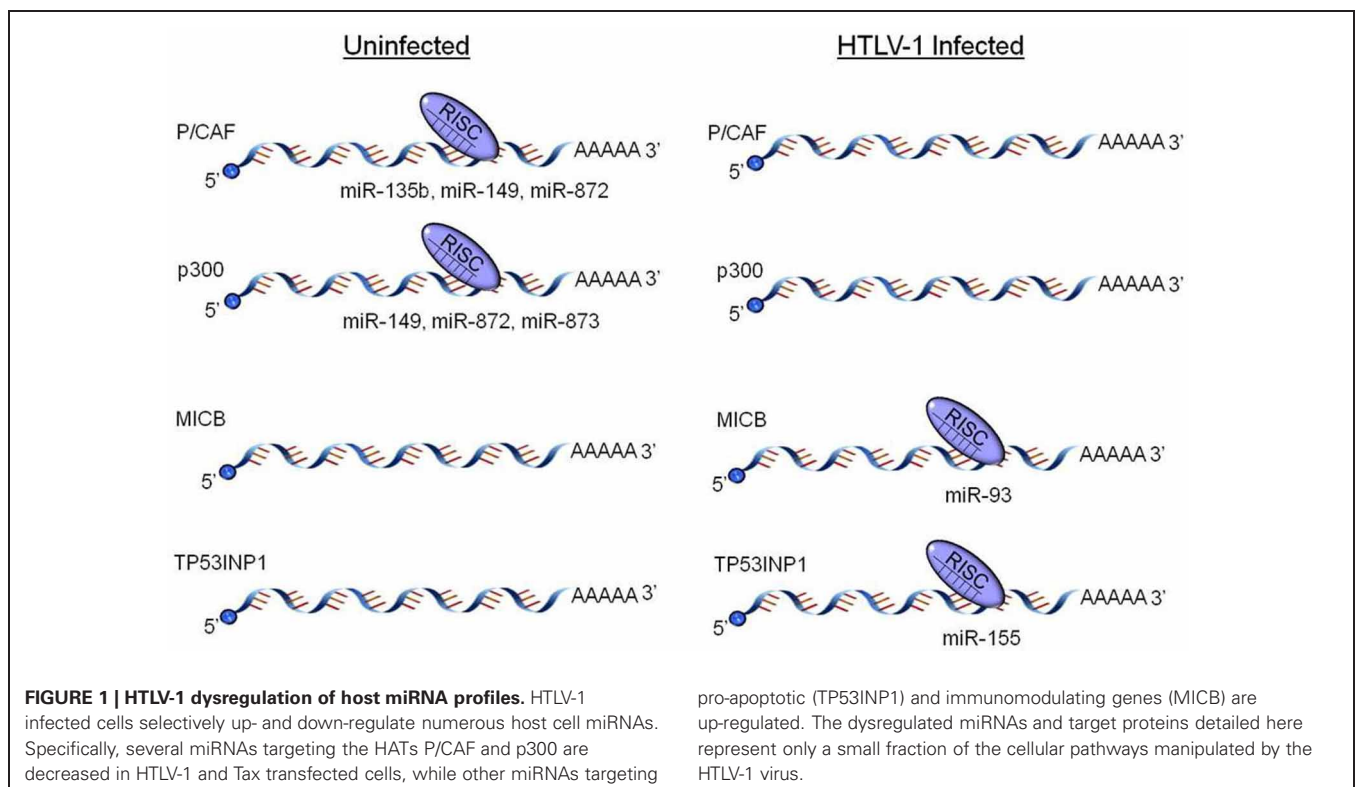 Uninfected
HTLV-1 Infected
P/CAF
RISC
AAAAA 3'
5'
miR-135b, miR-149, miR-872
P/CAF
AAAAA 3'
5'
p300
RISC
AAAAA 3'
5'
miR-149, miR-872, miR-873
p300
AAAAA 3'
5'
MICB
AAAAA 3'
5'
MICB
RISC
AAAAA 3'
5'
miR-93
TP53INP1
AAAAA 3'
5'
TP53INP1
RISC
AAAAA 3'
5'
miR-155
FIGURE 1 | HTLV-1 dysregulation of host miRNA profiles. HTLV-1
infected cells selectively up- and down-regulate numerous host cell miRNAs.
Specifically, several miRNAs targeting the HATs P/CAF and p300 are
decreased in HTLV-1 and Tax transfected cells, while other miRNAs targeting
pro-apoptotic (TP53INP1) and immunomodulating genes (MICB) are
up-regulated. The dysregulated miRNAs and target proteins detailed here
represent only a small fraction of the cellular pathways manipulated by the
HTLV-1 virus.